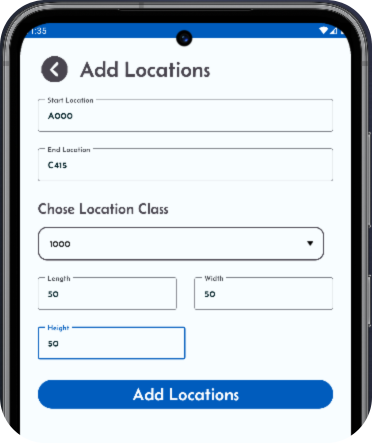 1:35
Add Locations
Start Location
A000
End Location
C415
Chose Location Class
1000
Length
50
Width
50
Height
50
Add Locations